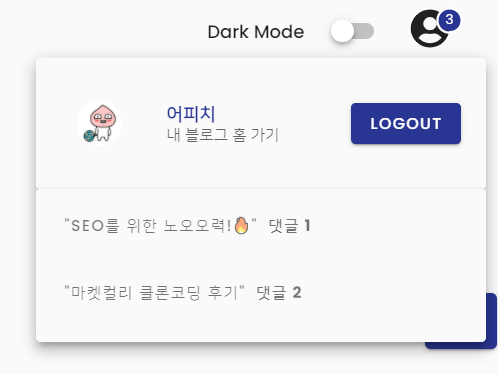 Dark Mode
3
어피치
내 블로그 홈 가기
LOGOUT
"SEO를 위한 노오오력!🔥" 댓글 1
"마켓컬리 클론코딩 후기" 댓글 2